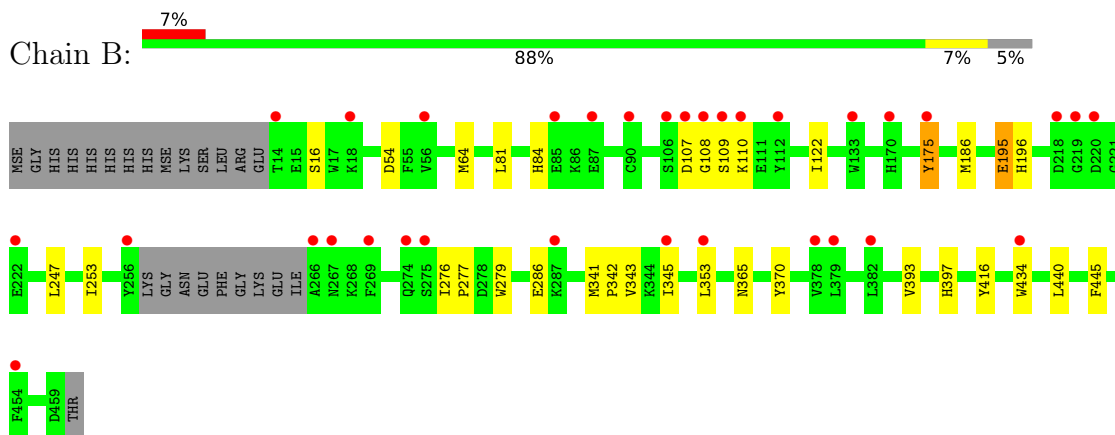 7%
Chain B:
88% 7% 5%
MSE GLY HIS HIS HIS HIS HIS HIS MSE LYS SER LEU ARG GLU T14 E15 S16 W17 K18 D54 F55 V56 M64 L81 H84 E85 K86 E87 C90 S106 D107 G108 S109 K110 E111 Y112 I122 W133 H170 Y175 M186 E195 H196 D218 G219 D220 G221
E222 L247 I253 Y256 LYS GLY ASN GLU PHE GLY LYS GLU ILE A266 N267 K268 F269 Q274 S275 I276 P277 D278 W279 E286 K287 M341 P342 V343 K344 I345 L353 N365 Y370 V378 L379 L382 V393 H397 Y416 W434 L440 F445
F454 D459 THR